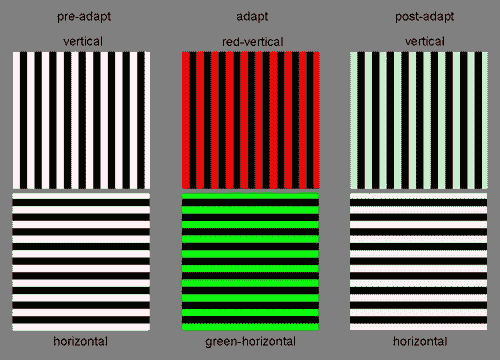 pre-adapt
adapt
post-adapt
vertical
red-vertical
vertical
horizontal
green-horizontal
horizontal